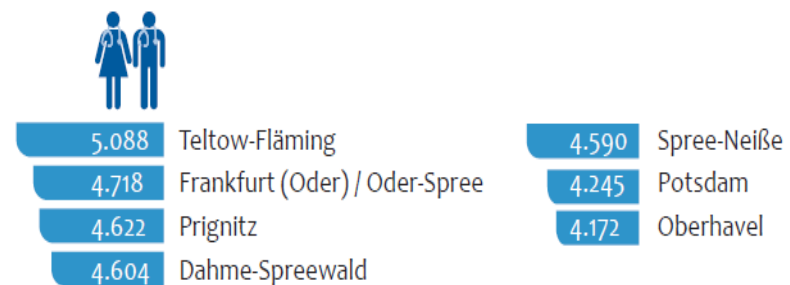 5.088 Teltow-Fläming
4.718 Frankfurt (Oder) / Oder-Spree
4.622 Prignitz
4.604 Dahme-Spreewald
4.590 Spree-Neiße
4.245 Potsdam
4.172 Oberhavel